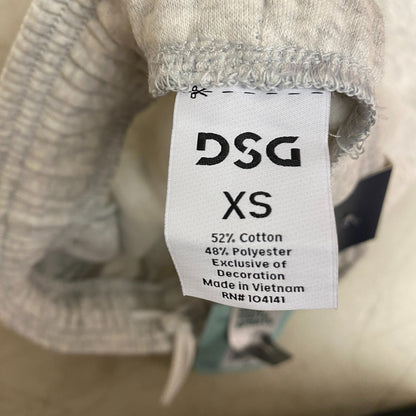 DSG
XS
52% Cotton
48% Polyester
Exclusive of
Decoration
Made in Vietnam
RN# 104141